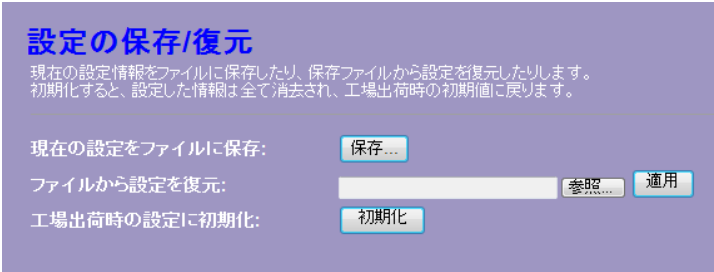 設定の保存/復元
現在の設定情報をファイルに保存したり、保存ファイルから設定を復元したりします。
初期化すると、設定した情報は全て消去され、工場出荷時の初期値に戻ります。
現在の設定をファイルに保存: 保存...
ファイルから設定を復元: 参照... 適用
工場出荷時の設定に初期化: 初期化